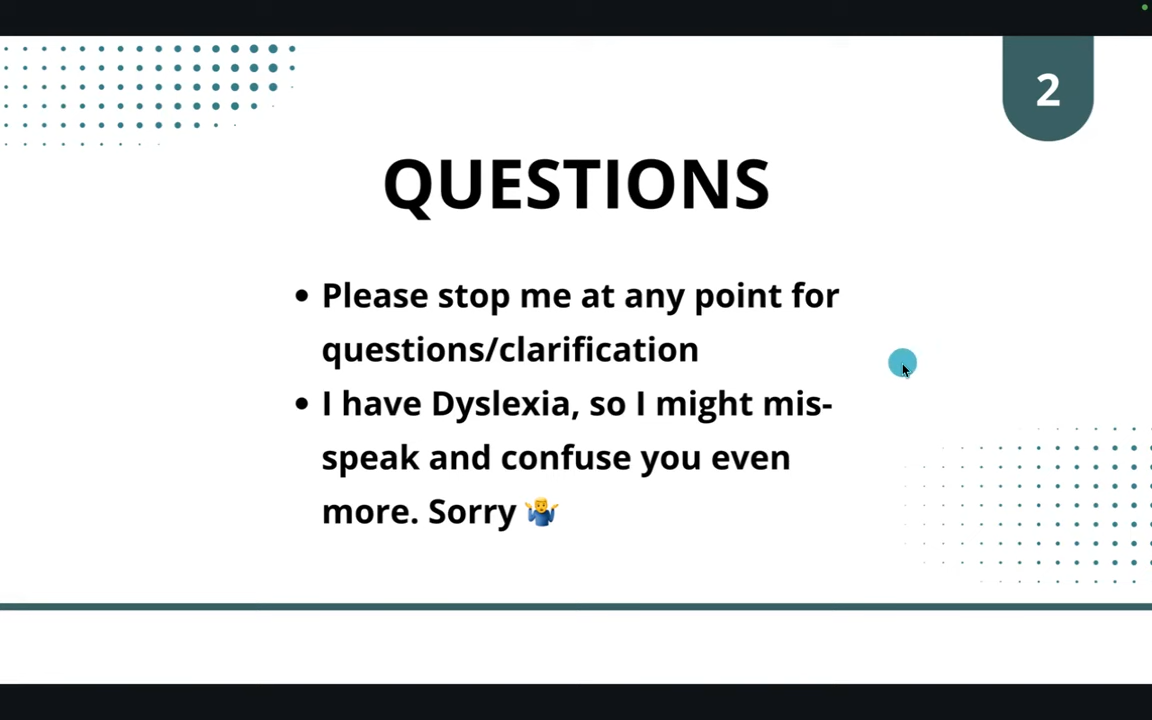 2
QUESTIONS
• Please stop me at any point for
questions/clarification
• I have Dyslexia, so I might mis-
speak and confuse you even
more. Sorry 🤷‍♂️